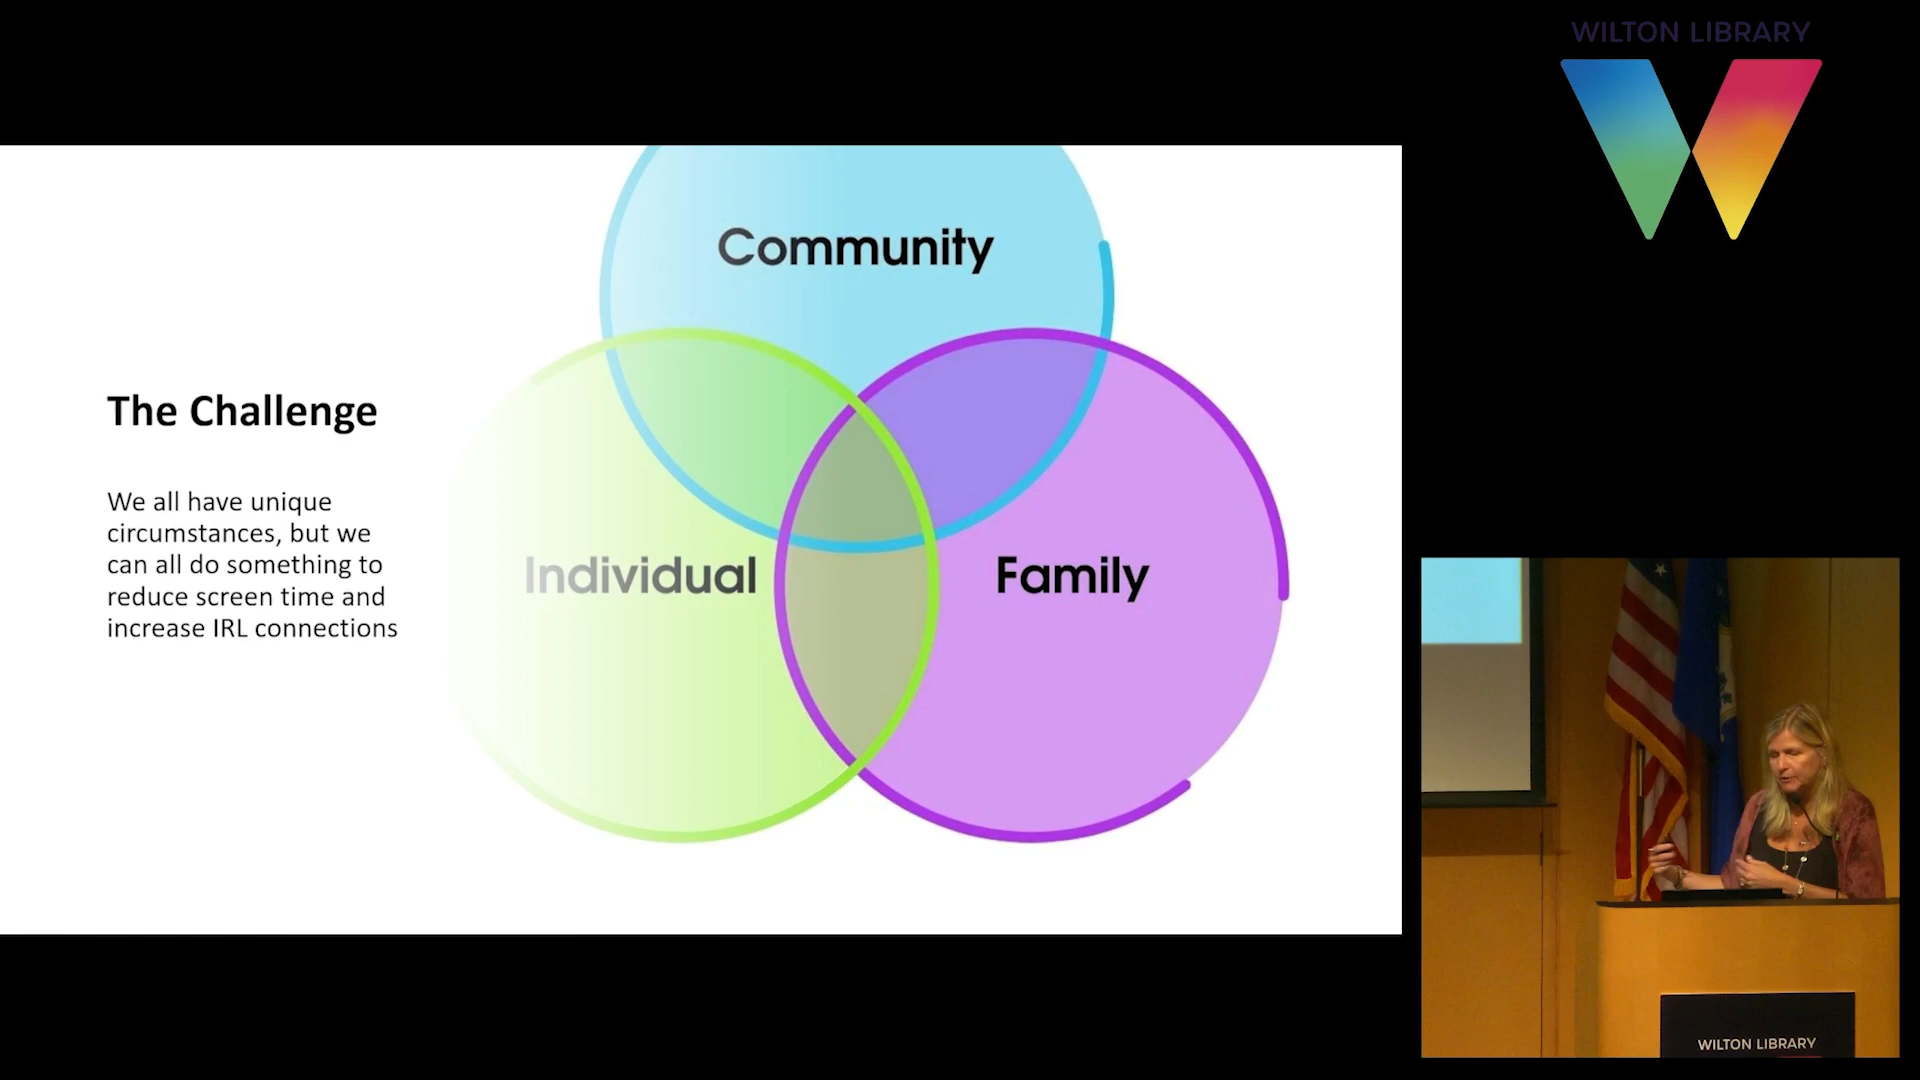 WILTON LIBRARY
Community
The Challenge
We all have unique
circumstances, but we
can all do something to
reduce screen time and
increase IRL connections
Individual
Family
WILTON LIBRARY